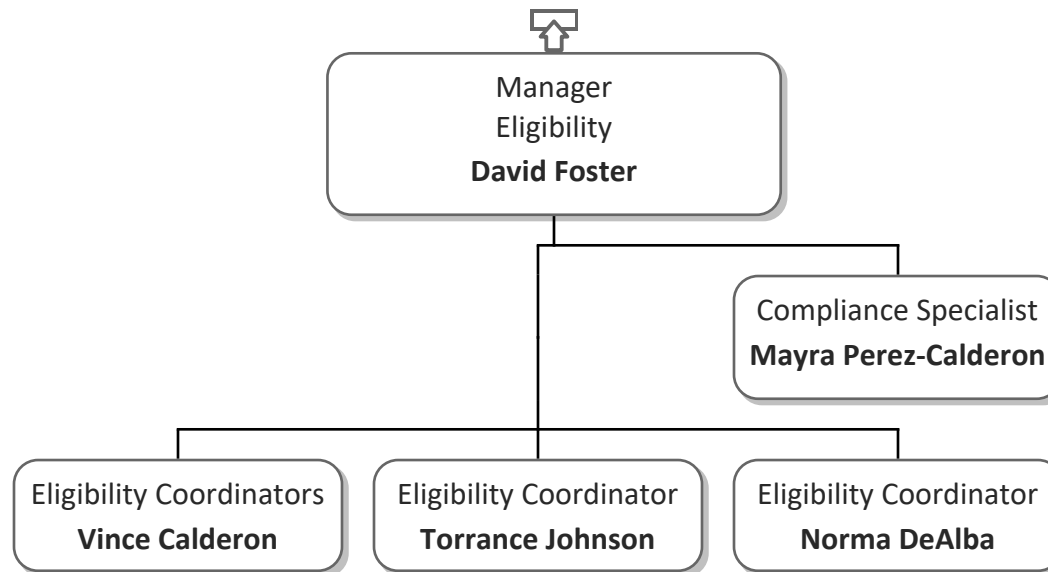 Manager
Eligibility
David Foster
Compliance Specialist
Mayra Perez-Calderon
Eligibility Coordinators
Vince Calderon
Eligibility Coordinator
Torrance Johnson
Eligibility Coordinator
Norma DeAlba